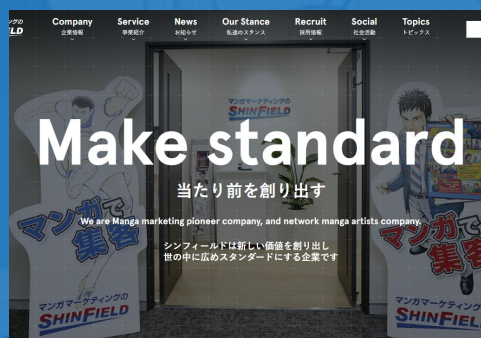 ングの
Company Service News Our Stance Recruit Social Topics
企業情報 事業紹介 お知らせ 私達のスタンス 採用情報 社会活動 トピックス
マンガマーケティングの
SHINFIELD
Make standard
当たり前を創り出す
We are Manga marketing pioneer company, and network manga artists company.
シンフィールドは新しい価値を創り出し
世の中に広めスタンダードにする企業です
マンガで
集客
マンガで
集客
マンガマーケティングの
SHINFIELD
マンガマーケティングの
SHINFIEL